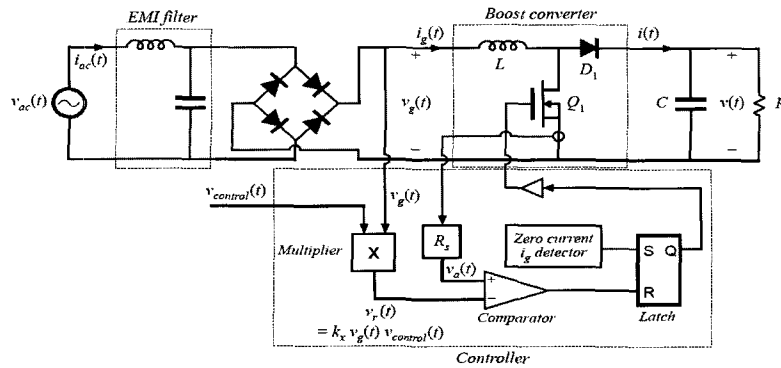 EMI filter
Boost converter
i_ac(t)
i_g(t)
L
D_1
i(t)
v_ac(t)
v_g(t)
Q_1
C
v(t)
R
+
−
+
−
v_control(t)
v_g(t)
Multiplier
X
R_s
Zero current
i_g detector
S Q
R
v_a(t)
+
−
v_r(t)
= k_x v_g(t) v_control(t)
Comparator
Latch
Controller